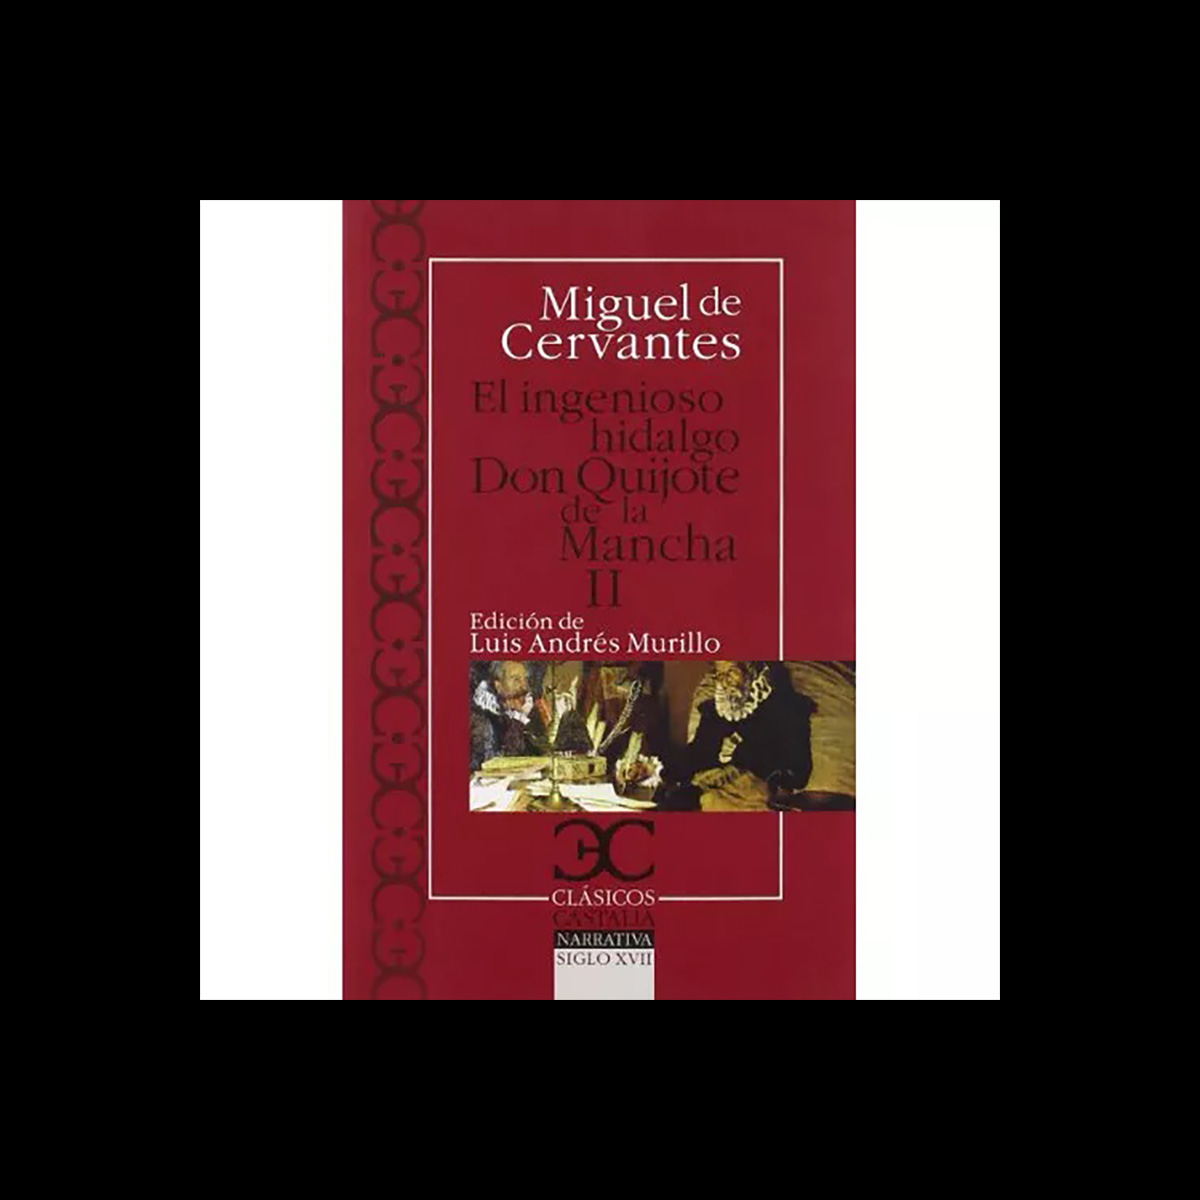 Miguel de
Cervantes
El ingenioso
hidalgo
Don Quijote
de la
Mancha
II
Edición de
Luis Andrés Murillo
CLÁSICOS
CASTALIA
NARRATIVA
SIGLO XVII